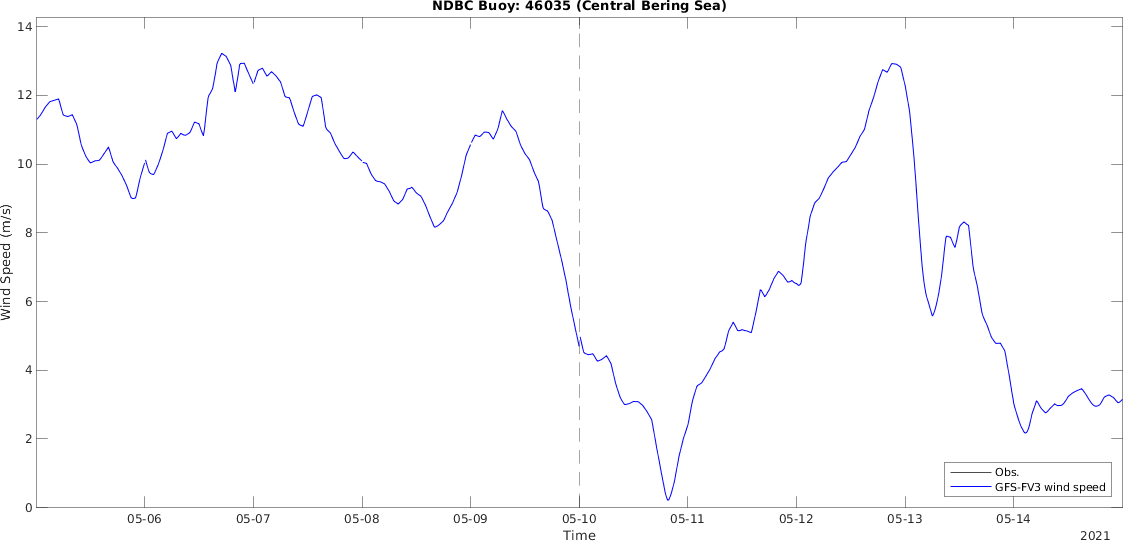 NDBC Buoy: 46035 (Central Bering Sea)
14
12
10
8
6
4
2
0
Wind Speed (m/s)
05-06 05-07 05-08 05-09 05-10 05-11 05-12 05-13 05-14
Time
2021
Obs.
GFS-FV3 wind speed